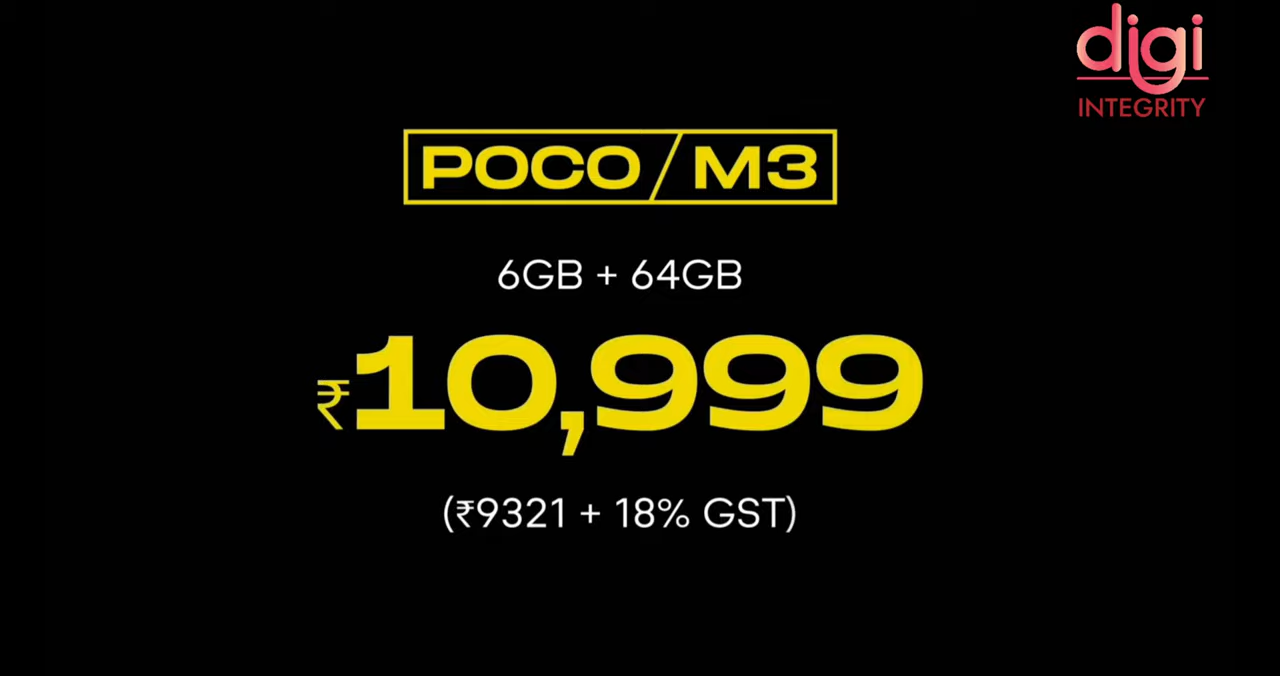 digi
INTEGRITY
POCO/M3
6GB + 64GB
₹10,999
(₹9321 + 18% GST)